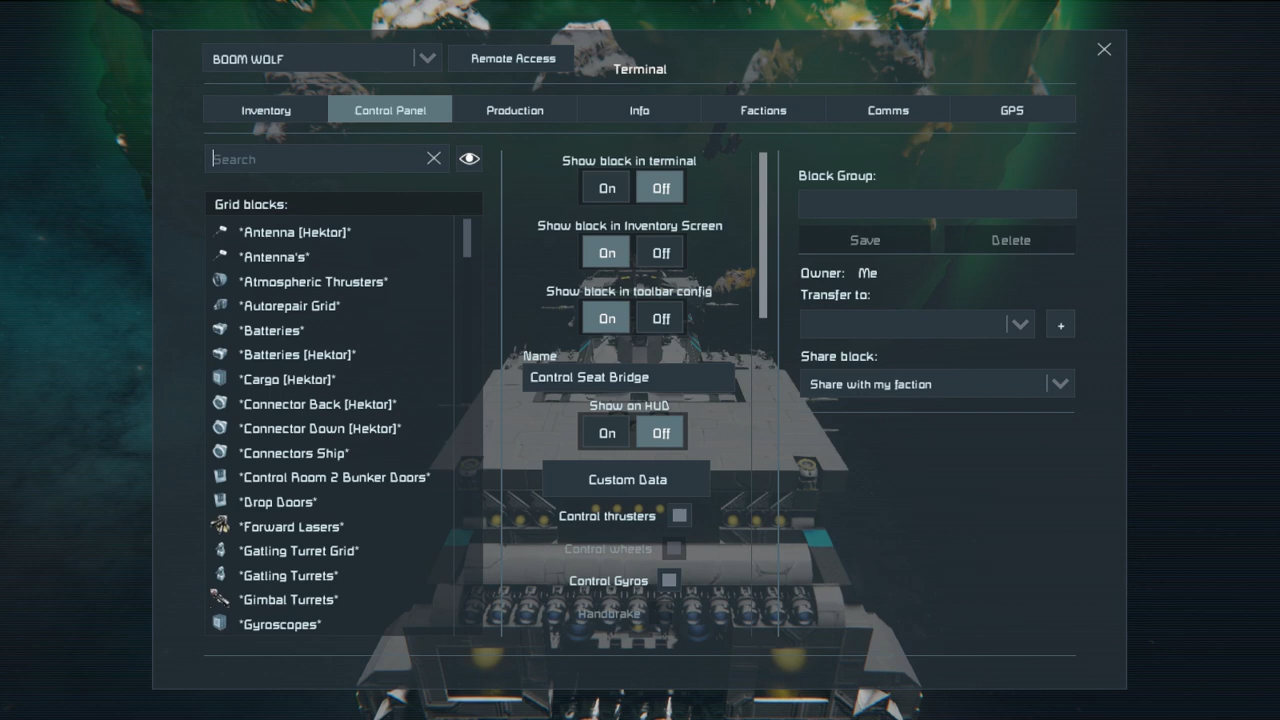 BOOM WOLF
Remote Access
Terminal
Inventory
Control Panel
Production
Info
Factions
Comms
GPS
Search
Grid blocks:
*Antenna [Hektor]*
*Antenna's*
*Atmospheric Thrusters*
*Autorepair Grid*
*Batteries*
*Batteries [Hektor]*
*Cargo [Hektor]*
*Connector Back [Hektor]*
*Connector Down [Hektor]*
*Connectors Ship*
*Control Room 2 Bunker Doors*
*Drop Doors*
*Forward Lasers*
*Gatling Turret Grid*
*Gatling Turrets*
*Gimbal Turrets*
*Gyroscopes*
Show block in terminal
On Off
Show block in Inventory Screen
On Off
Show block in toolbar config
On Off
Name
Control Seat Bridge
Show on HUD
On Off
Custom Data
Control thrusters
Control wheels
Control Gyros
Handbrake
Block Group:
Save
Delete
Owner: Me
Transfer to:
+
Share block:
Share with my faction